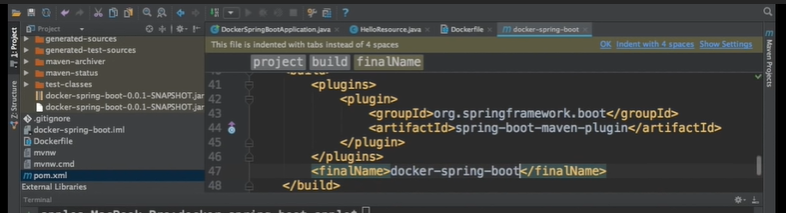 Project
DockerSpringBootApplication.java
HelloResource.java
Dockerfile
docker-spring-boot
generated-sources
generated-test-sources
maven-archiver
maven-status
test-classes
docker-spring-boot-0.0.1-SNAPSHOT.jar
docker-spring-boot-0.0.1-SNAPSHOT.jar
.gitignore
docker-spring-boot.iml
Dockerfile
mvnw
mvnw.cmd
pom.xml
External Libraries
1: Project
Z: Structure
This file is indented with tabs instead of 4 spaces
OK Indent with 4 spaces Show Settings
project build finalName
41 <plugins>
42 <plugin>
43 <groupId>org.springframework.boot</groupId>
44 <artifactId>spring-boot-maven-plugin</artifactId>
45 </plugin>
46 </plugins>
47 <finalName>docker-spring-boot</finalName>
48 </build>
Maven Projects
Terminal